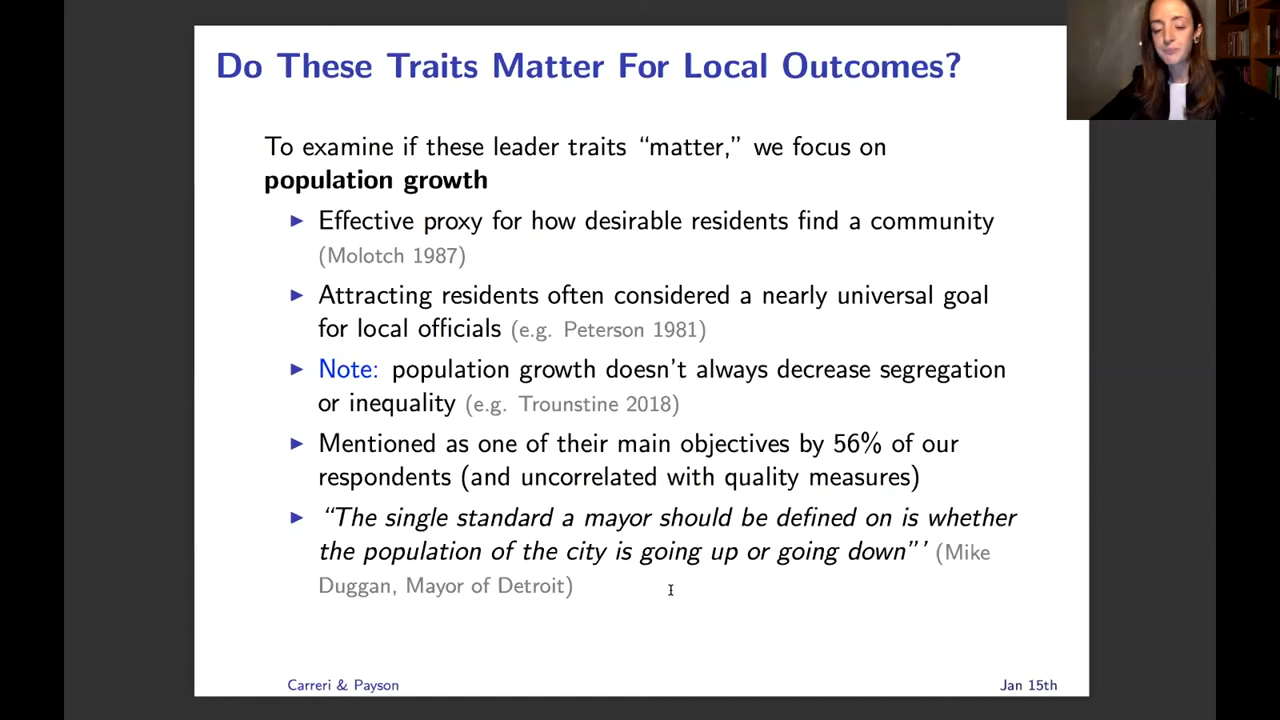 Do These Traits Matter For Local Outcomes?
To examine if these leader traits “matter,” we focus on
population growth
▶ Effective proxy for how desirable residents find a community
(Molotch 1987)
▶ Attracting residents often considered a nearly universal goal
for local officials (e.g. Peterson 1981)
▶ Note: population growth doesn't always decrease segregation
or inequality (e.g. Trounstine 2018)
▶ Mentioned as one of their main objectives by 56% of our
respondents (and uncorrelated with quality measures)
▶ “The single standard a mayor should be defined on is whether
the population of the city is going up or going down”' (Mike
Duggan, Mayor of Detroit)
Carreri & Payson
Jan 15th